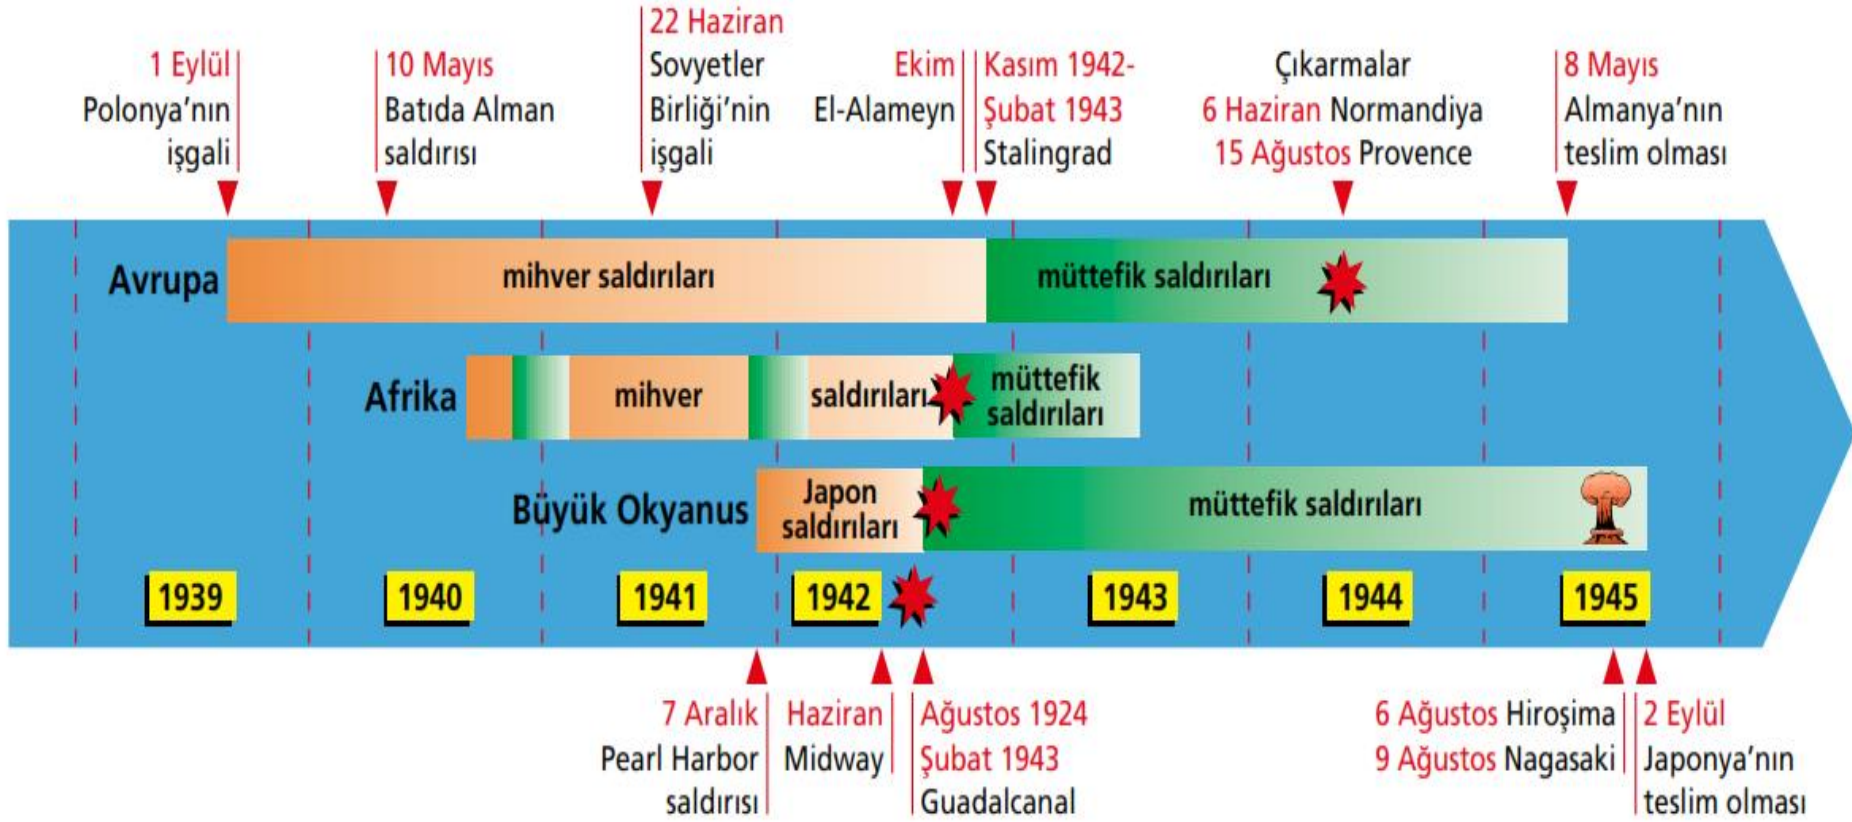 1 Eylül
Polonya’nın
işgali
10 Mayıs
Batıda Alman
saldırısı
22 Haziran
Sovyetler
Birliği’nin
işgali
Ekim
El-Alameyn
Kasım 1942-
Şubat 1943
Stalingrad
Çıkarmalar
6 Haziran Normandiya
15 Ağustos Provence
8 Mayıs
Almanya’nın
teslim olması
Avrupa
mihver saldırıları
müttefik saldırıları
Afrika
mihver
saldırıları
müttefik
saldırıları
Büyük Okyanus
Japon
saldırıları
müttefik saldırıları
1939
1940
1941
1942
1943
1944
1945
7 Aralık
Pearl Harbor
saldırısı
Haziran
Midway
Ağustos 1924
Şubat 1943
Guadalcanal
6 Ağustos Hiroşima
9 Ağustos Nagasaki
2 Eylül
Japonya’nın
teslim olması